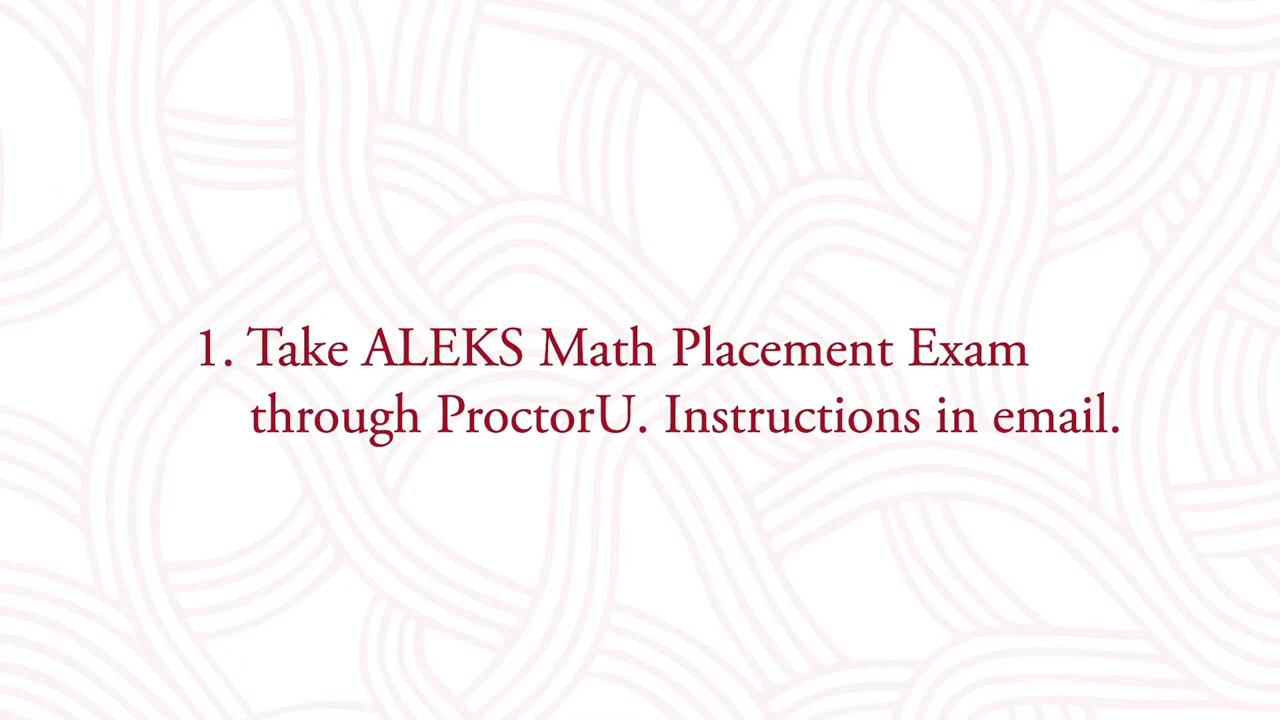 1. Take ALEKS Math Placement Exam
through ProctorU. Instructions in email.